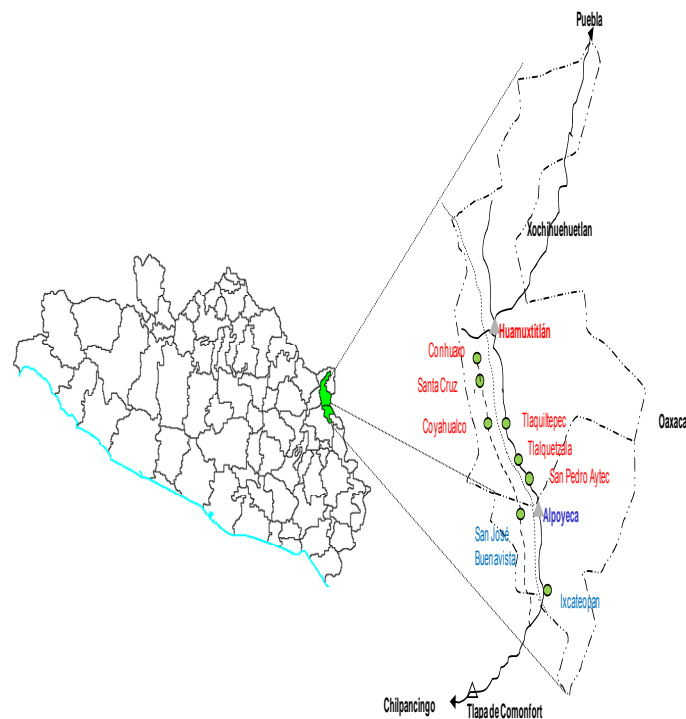 Puebla
Xochihuehuetlan
Huamuxtitlán
Conhuaxo
Santa Cruz
Coyahualco
Tlaquiltepec
Oaxaca
Tlalquetzala
San Pedro Aytec
Alpoyeca
San José
Buenavista
Ixcateopan
Chilpancingo
Tlapa de Comonfort